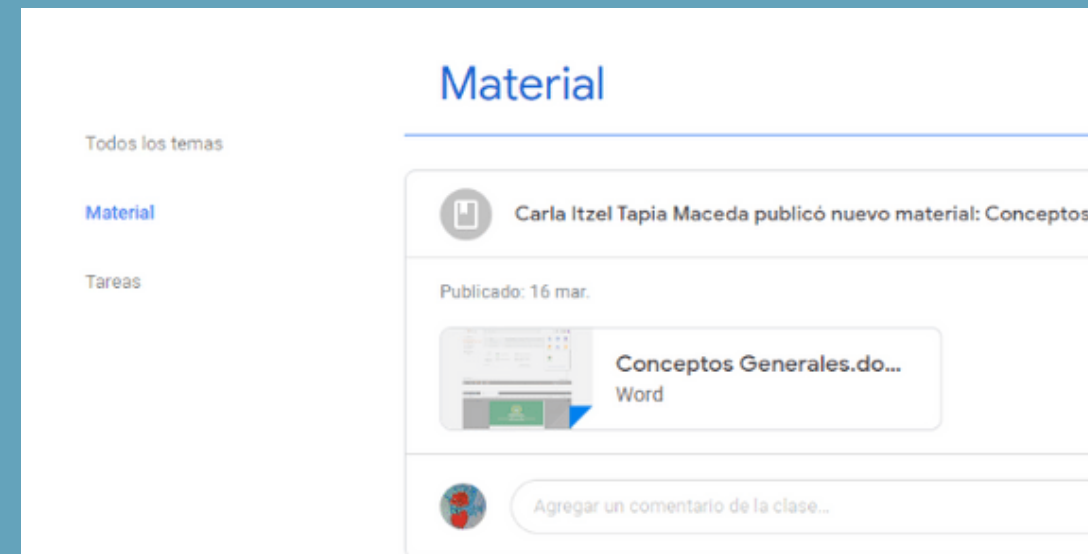 Material
Todos los temas
Material
Tareas
Carla Itzel Tapia Maceda publicó nuevo material: Conceptos
Publicado: 16 mar.
Conceptos Generales.do...
Word
Agregar un comentario de la clase...